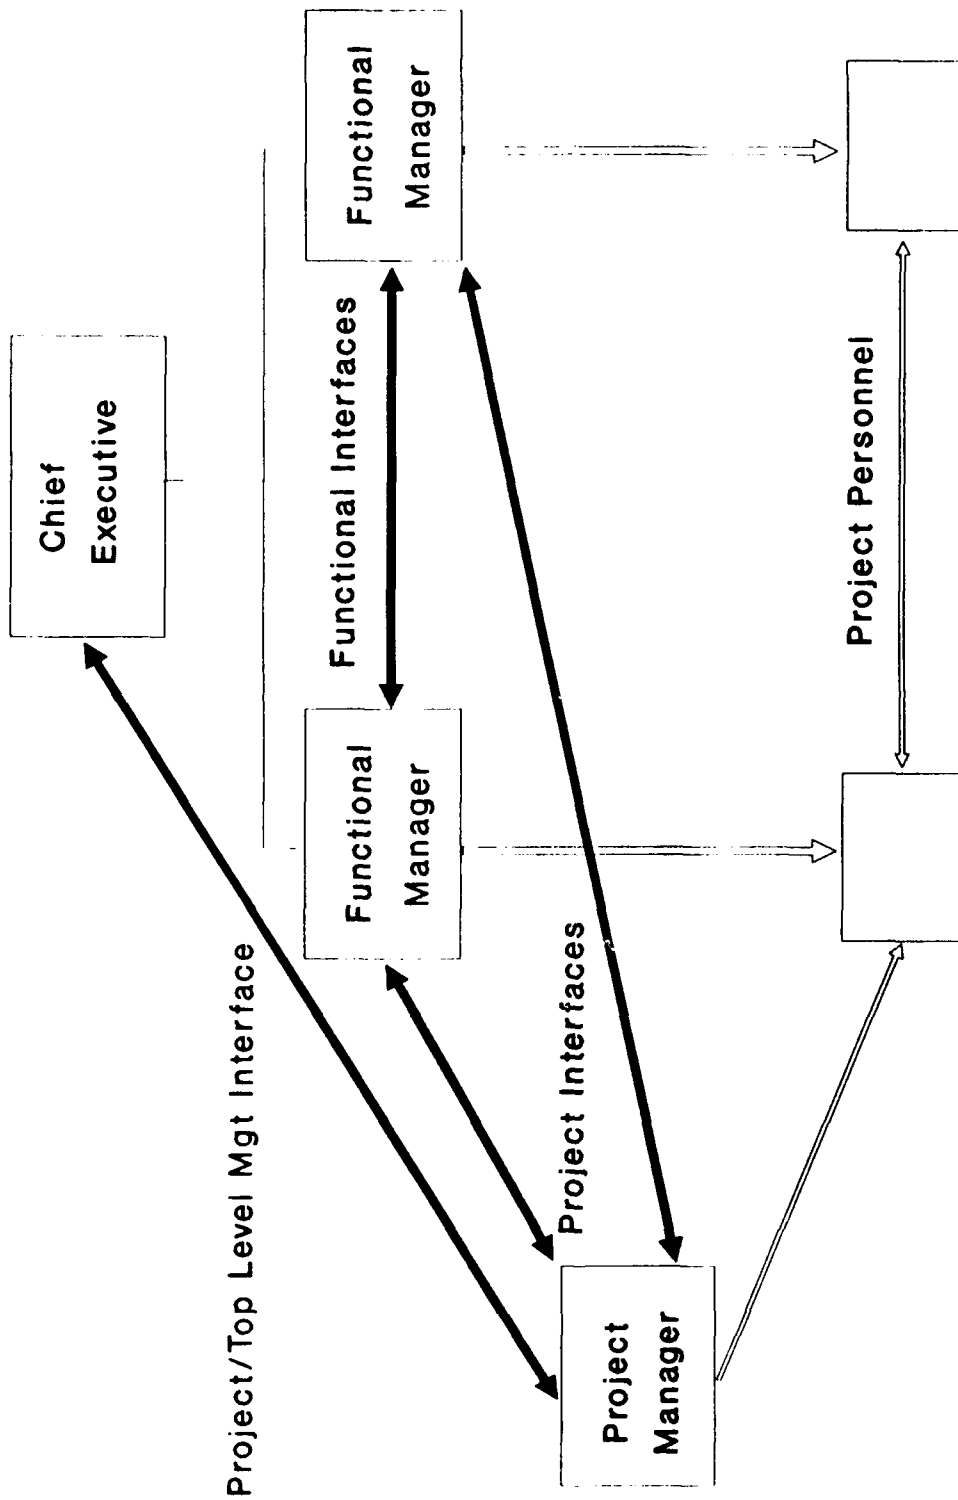 Chief
Executive
Project/Top Level Mgt Interface
Functional
Manager
Functional Interfaces
Functional
Manager
Project Interfaces
Project
Manager
Project Personnel